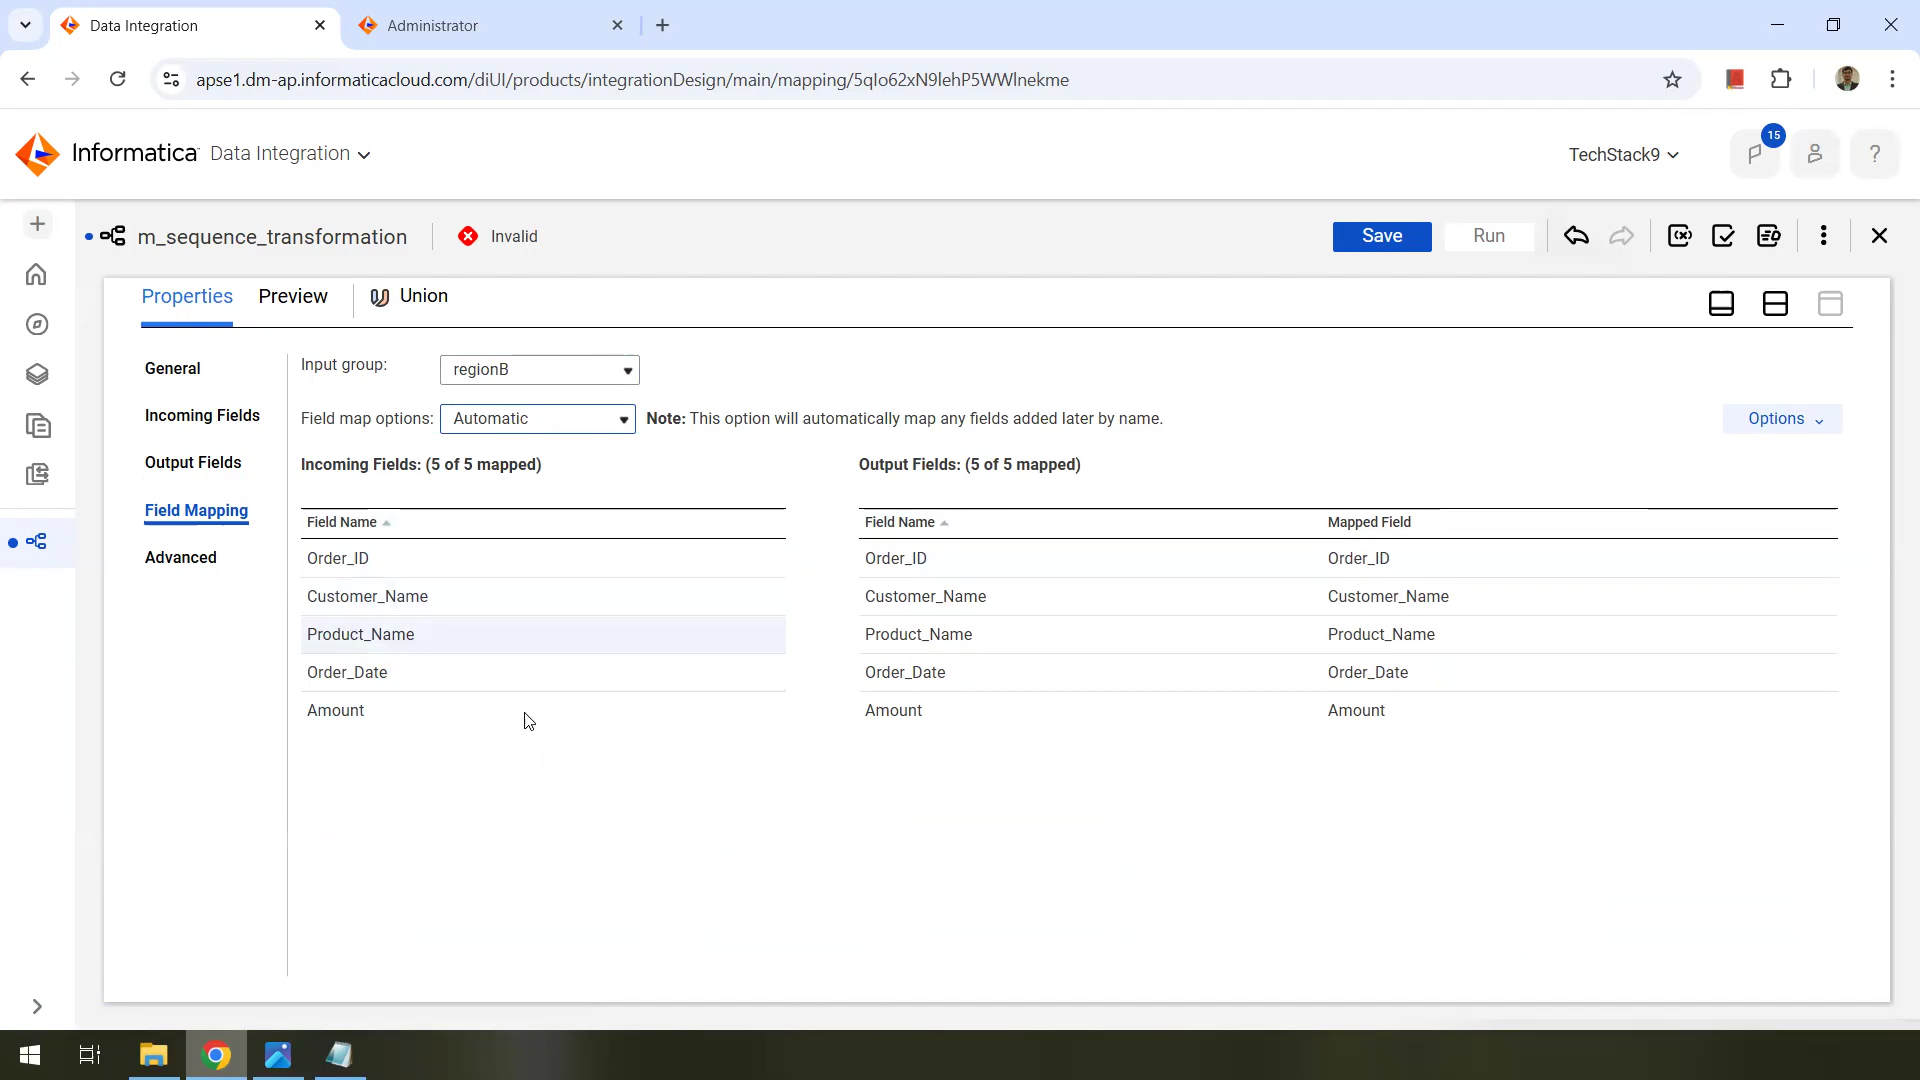 Data Integration
Administrator
apse1.dm-ap.informaticacloud.com/diUI/products/integrationDesign/main/mapping/5qIo62xN9lehP5WWlnekme
Informatica Data Integration
TechStack9
15
?
m_sequence_transformation
Invalid
Save
Run
Properties
Preview
Union
General
Incoming Fields
Output Fields
Field Mapping
Advanced
Input group:
regionB
Field map options:
Automatic
Note: This option will automatically map any fields added later by name.
Options
Incoming Fields: (5 of 5 mapped)
Field Name
Order_ID
Customer_Name
Product_Name
Order_Date
Amount
Output Fields: (5 of 5 mapped)
Field Name Mapped Field
Order_ID Order_ID
Customer_Name Customer_Name
Product_Name Product_Name
Order_Date Order_Date
Amount Amount